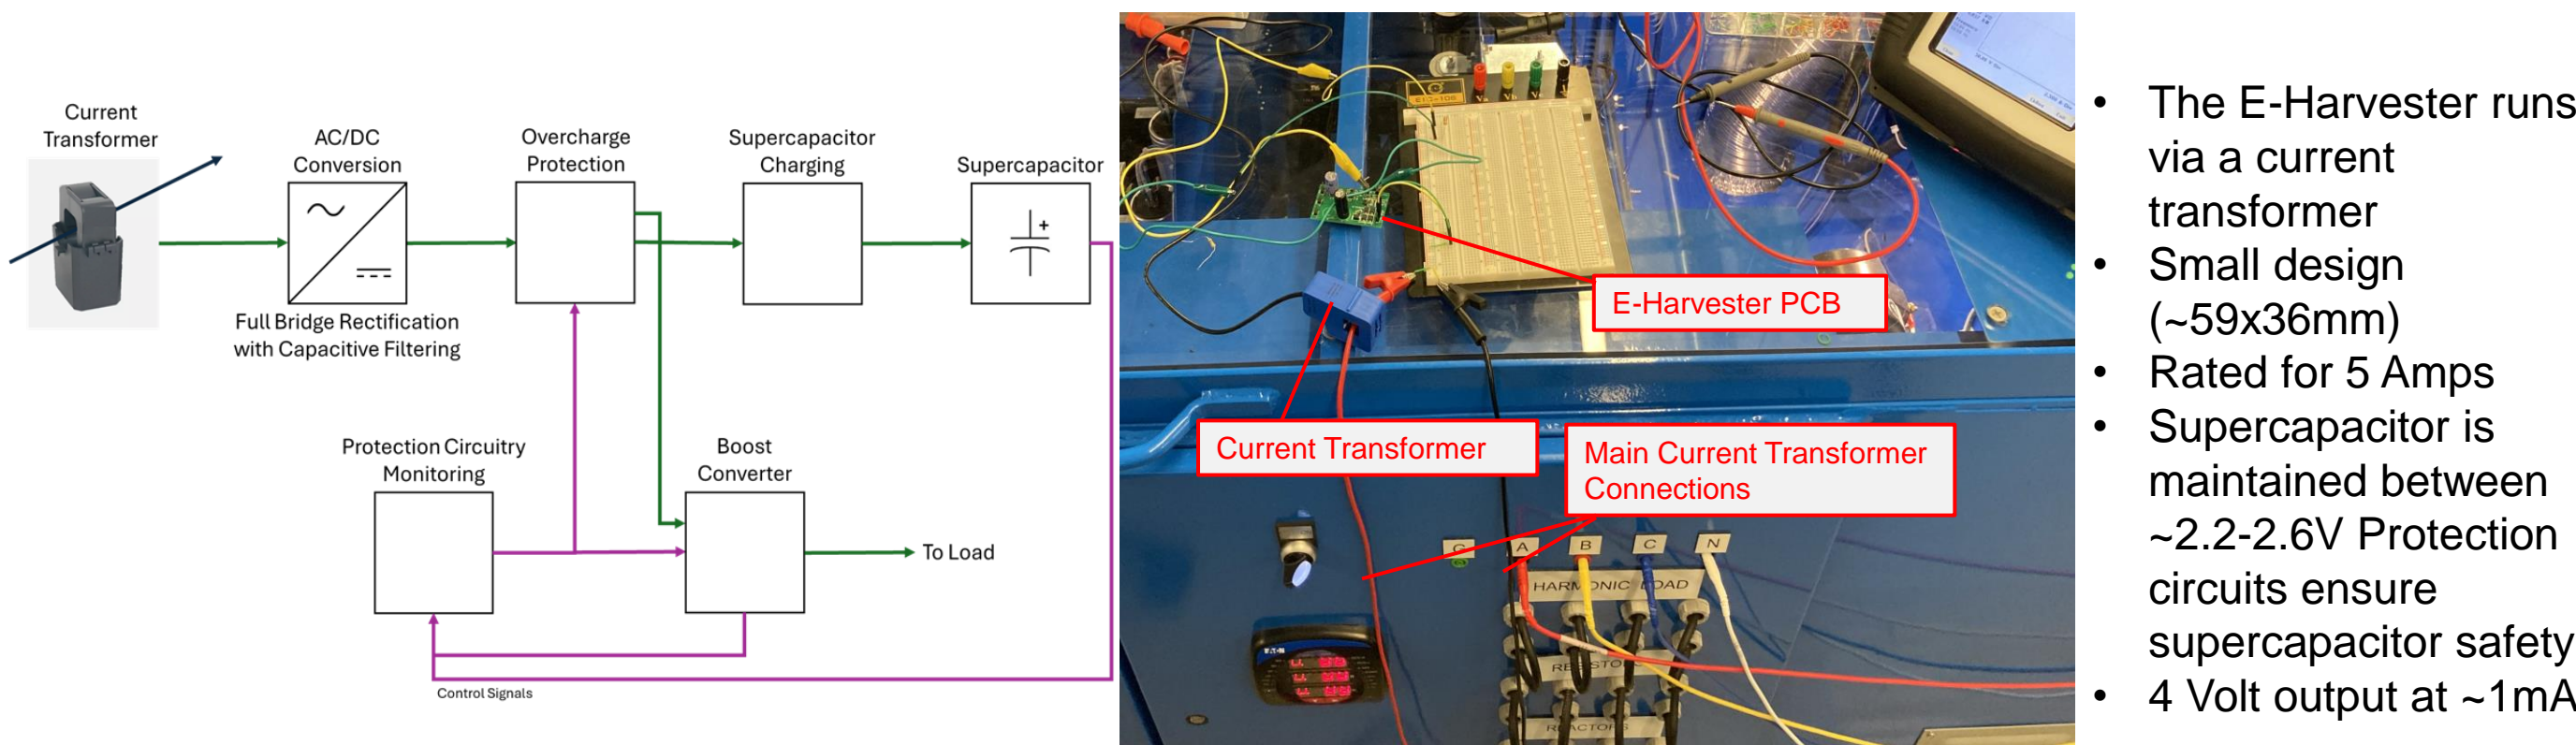 Current
Transformer
AC/DC
Conversion
Full Bridge Rectification
with Capacitive Filtering
Overcharge
Protection
Supercapacitor
Charging
Supercapacitor
Protection Circuitry
Monitoring
Boost
Converter
To Load
Control Signals
E-Harvester PCB
Current Transformer
Main Current Transformer
Connections
G
A
B
C
N
HARMONIC LOAD
REACTORS
• The E-Harvester runs
via a current
transformer
• Small design
(~59x36mm)
• Rated for 5 Amps
• Supercapacitor is
maintained between
~2.2-2.6V Protection
circuits ensure
supercapacitor safety
• 4 Volt output at ~1mA